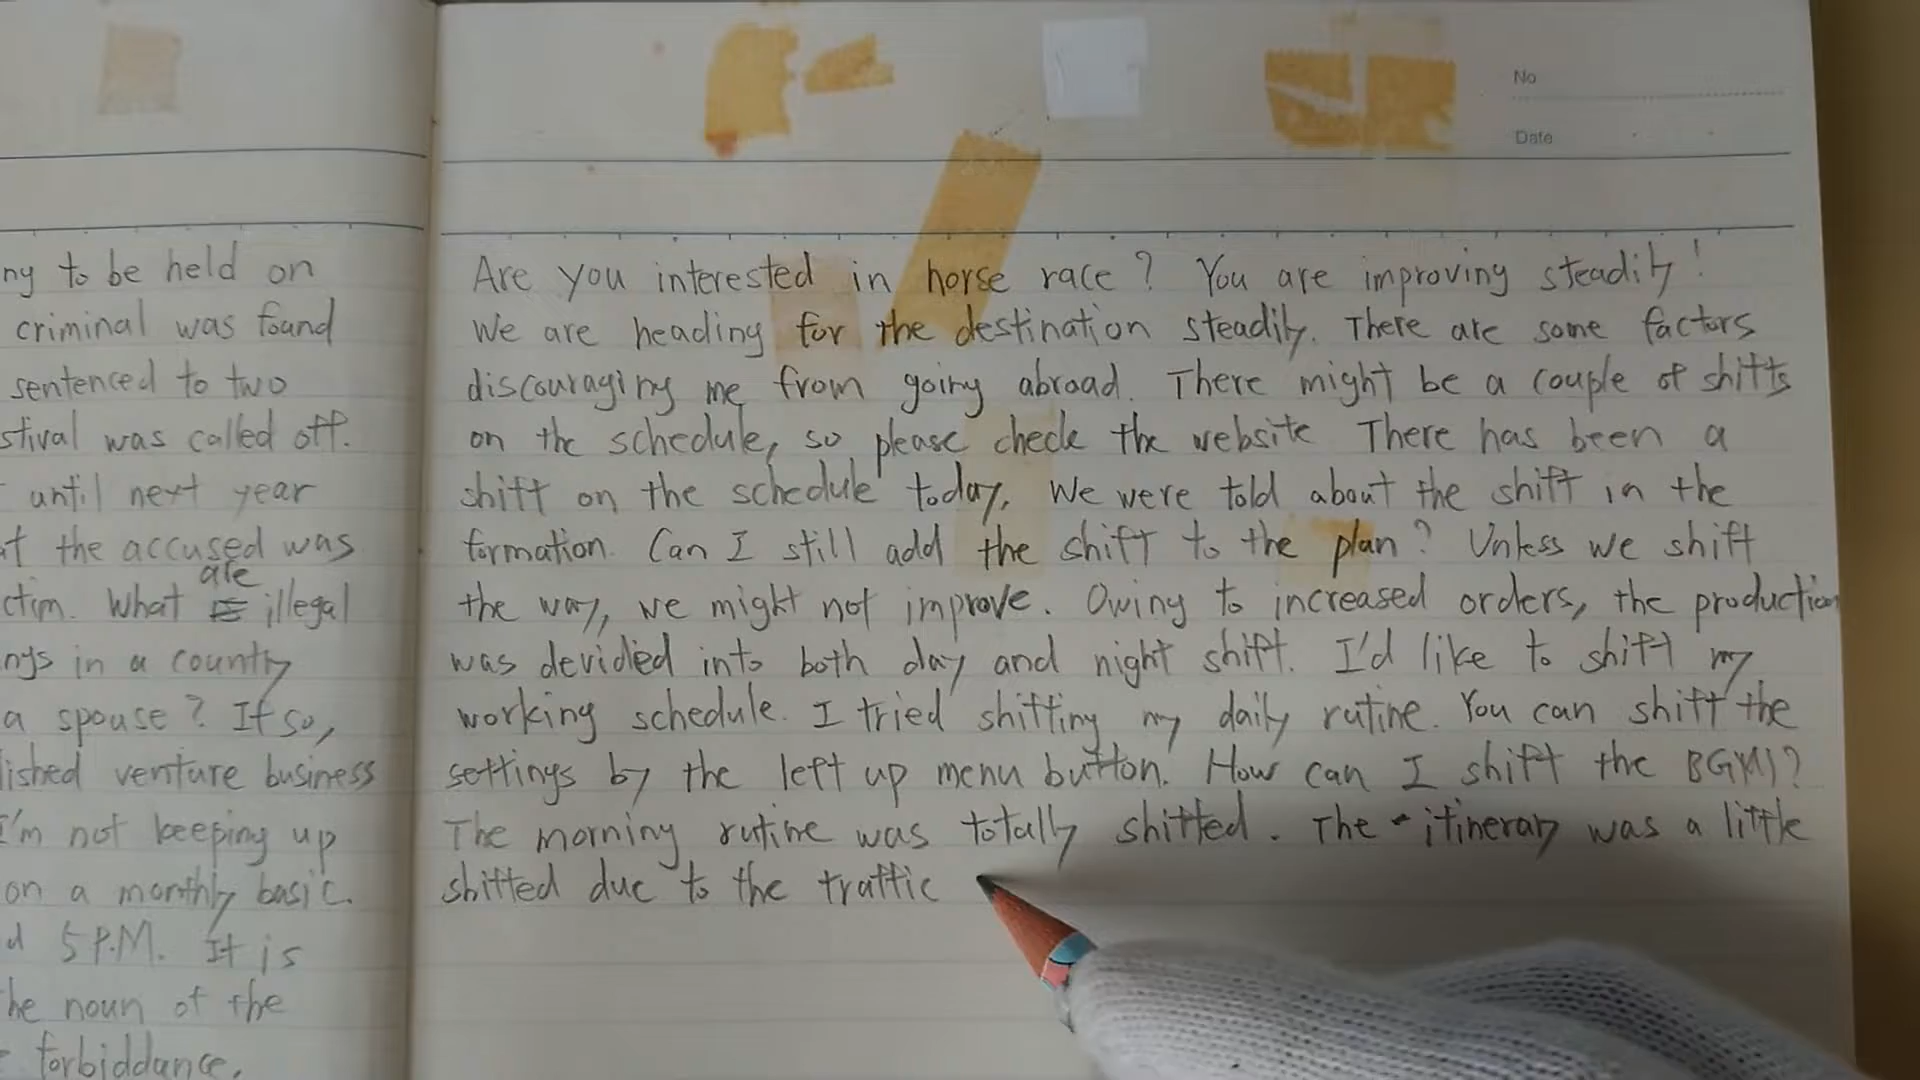 ny to be held on
criminal was found
sentenced to two
stival was called off.
until next year
at the accused was
are
ctim. What is illegal
ngs in a country
a spouse? If so,
lished venture business
I'm not keeping up
on a monthly basic.
d 5 P.M. It is
he noun of the
forbiddance.
No
Date
Are you interested in horse race? You are improving steadily!
We are heading for the destination steadily. There are some factors
discouraging me from going abroad. There might be a couple of shifts
on the schedule, so please check the website There has been a
shift on the schedule today. We were told about the shift in the
formation. Can I still add the shift to the plan? Unless we shift
the way, we might not improve. Owing to increased orders, the production
was devided into both day and night shift. I'd like to shift my
working schedule. I tried shifting my daily rutine. You can shift the
settings by the left up menu button. How can I shift the BGM?
The morning rutine was totally shifted. The itinerary was a little
shifted due to the traffic